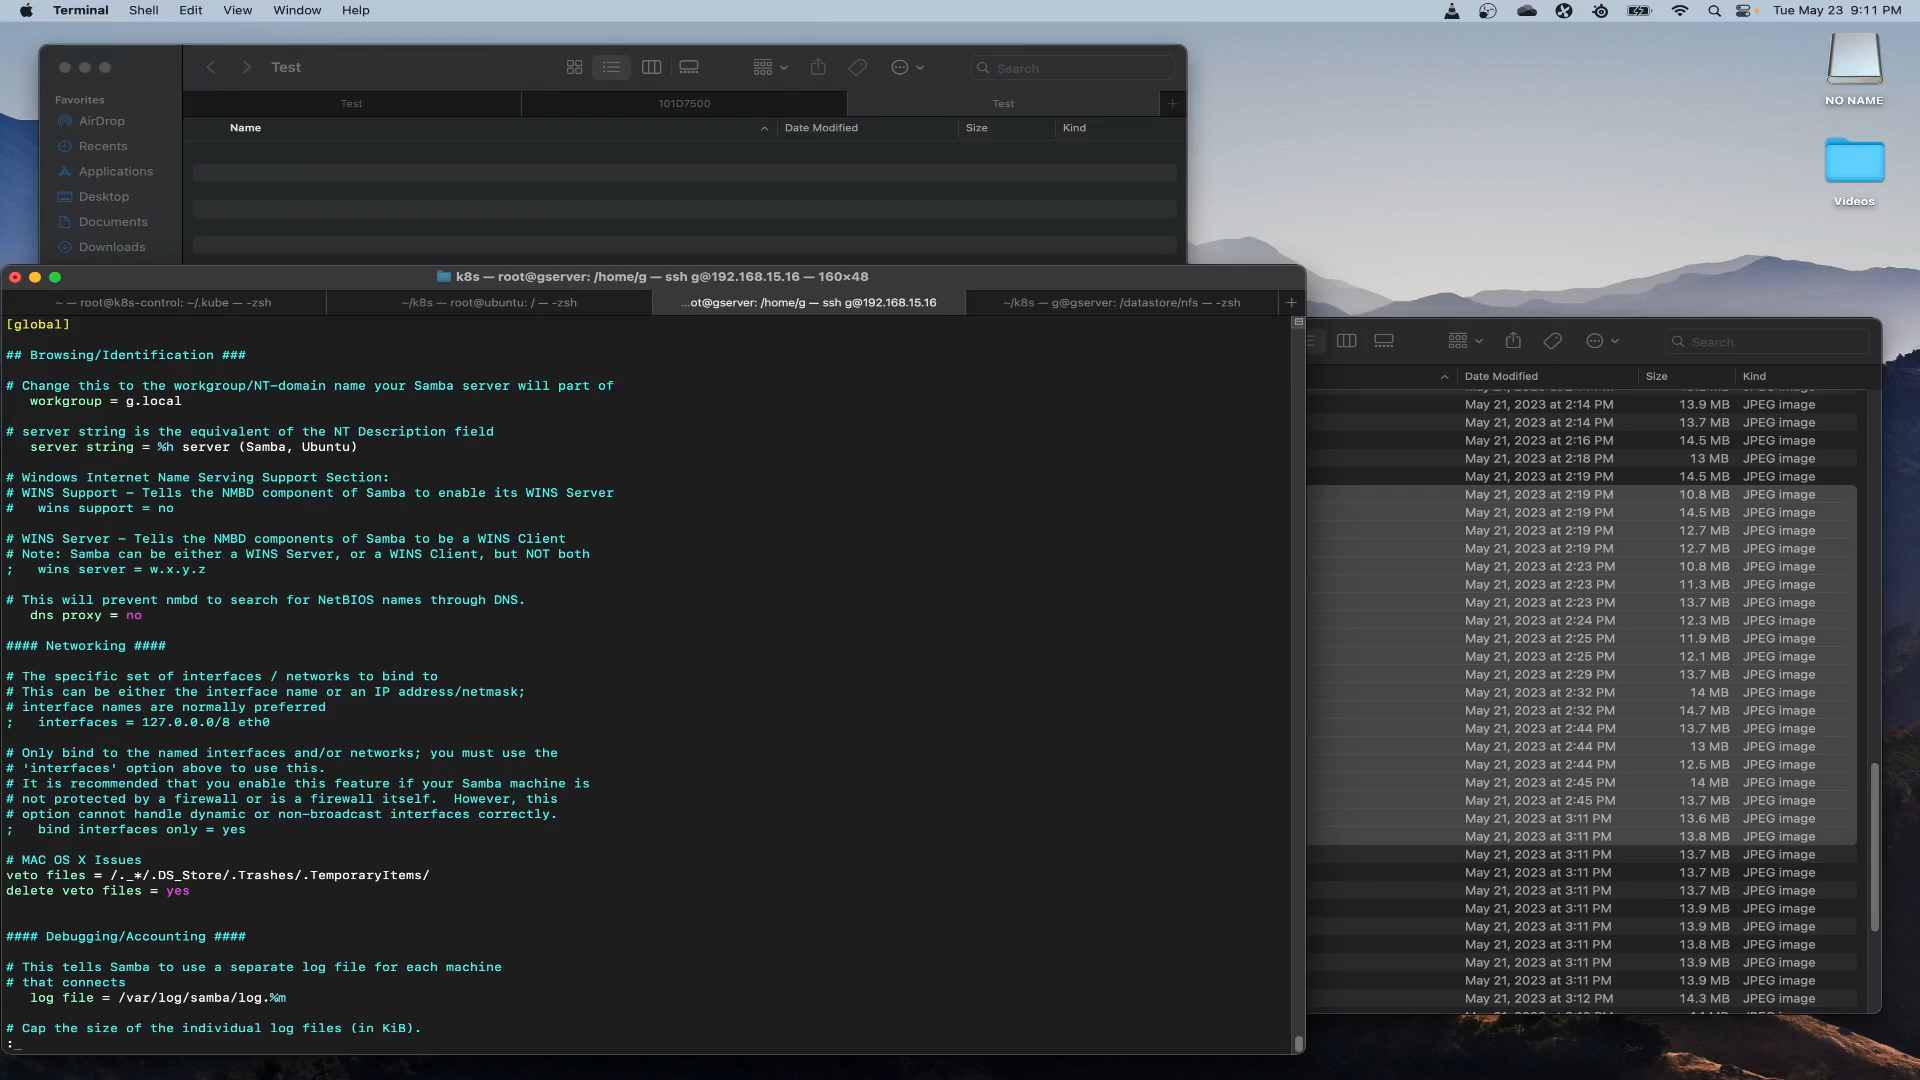 Terminal Shell Edit View Window Help
Tue May 23 9:11 PM
NO NAME
Videos
Test
Search
Test
101D7500
Test
+
Name
Date Modified
Size
Kind
Favorites
AirDrop
Recents
Applications
Desktop
Documents
Downloads
k8s — root@gserver: /home/g — ssh g@192.168.15.16 — 160×48
~ — root@k8s-control: ~/.kube — -zsh
~/k8s — root@ubuntu: / — -zsh
...ot@gserver: /home/g — ssh g@192.168.15.16
~/k8s — g@gserver: /datastore/nfs — -zsh
+
[global]
## Browsing/Identification ###
# Change this to the workgroup/NT-domain name your Samba server will part of
workgroup = g.local
# server string is the equivalent of the NT Description field
server string = %h server (Samba, Ubuntu)
# Windows Internet Name Serving Support Section:
# WINS Support - Tells the NMBD component of Samba to enable its WINS Server
#   wins support = no
# WINS Server - Tells the NMBD components of Samba to be a WINS Client
# Note: Samba can be either a WINS Server, or a WINS Client, but NOT both
;   wins server = w.x.y.z
# This will prevent nmbd to search for NetBIOS names through DNS.
dns proxy = no
#### Networking ####
# The specific set of interfaces / networks to bind to
# This can be either the interface name or an IP address/netmask;
# interface names are normally preferred
;   interfaces = 127.0.0.0/8 eth0
# Only bind to the named interfaces and/or networks; you must use the
# 'interfaces' option above to use this.
# It is recommended that you enable this feature if your Samba machine is
# not protected by a firewall or is a firewall itself.  However, this
# option cannot handle dynamic or non-broadcast interfaces correctly.
;   bind interfaces only = yes
# MAC OS X Issues
veto files = /._*/.DS_Store/.Trashes/.TemporaryItems/
delete veto files = yes
#### Debugging/Accounting ####
# This tells Samba to use a separate log file for each machine
# that connects
log file = /var/log/samba/log.%m
# Cap the size of the individual log files (in KiB).
:
Search
Date Modified
Size
Kind
May 21, 2023 at 2:14 PM 13.9 MB JPEG image
May 21, 2023 at 2:14 PM 13.7 MB JPEG image
May 21, 2023 at 2:16 PM 14.5 MB JPEG image
May 21, 2023 at 2:18 PM 13 MB JPEG image
May 21, 2023 at 2:19 PM 14.5 MB JPEG image
May 21, 2023 at 2:19 PM 10.8 MB JPEG image
May 21, 2023 at 2:19 PM 14.5 MB JPEG image
May 21, 2023 at 2:19 PM 12.7 MB JPEG image
May 21, 2023 at 2:19 PM 12.7 MB JPEG image
May 21, 2023 at 2:23 PM 10.8 MB JPEG image
May 21, 2023 at 2:23 PM 11.3 MB JPEG image
May 21, 2023 at 2:23 PM 13.7 MB JPEG image
May 21, 2023 at 2:24 PM 12.3 MB JPEG image
May 21, 2023 at 2:25 PM 11.9 MB JPEG image
May 21, 2023 at 2:25 PM 12.1 MB JPEG image
May 21, 2023 at 2:29 PM 13.7 MB JPEG image
May 21, 2023 at 2:32 PM 14 MB JPEG image
May 21, 2023 at 2:32 PM 14.7 MB JPEG image
May 21, 2023 at 2:44 PM 13.7 MB JPEG image
May 21, 2023 at 2:44 PM 13 MB JPEG image
May 21, 2023 at 2:44 PM 12.5 MB JPEG image
May 21, 2023 at 2:45 PM 14 MB JPEG image
May 21, 2023 at 2:45 PM 13.7 MB JPEG image
May 21, 2023 at 3:11 PM 13.6 MB JPEG image
May 21, 2023 at 3:11 PM 13.8 MB JPEG image
May 21, 2023 at 3:11 PM 13.7 MB JPEG image
May 21, 2023 at 3:11 PM 13.7 MB JPEG image
May 21, 2023 at 3:11 PM 13.7 MB JPEG image
May 21, 2023 at 3:11 PM 13.9 MB JPEG image
May 21, 2023 at 3:11 PM 13.9 MB JPEG image
May 21, 2023 at 3:11 PM 13.8 MB JPEG image
May 21, 2023 at 3:11 PM 13.9 MB JPEG image
May 21, 2023 at 3:11 PM 13.9 MB JPEG image
May 21, 2023 at 3:12 PM 14.3 MB JPEG image